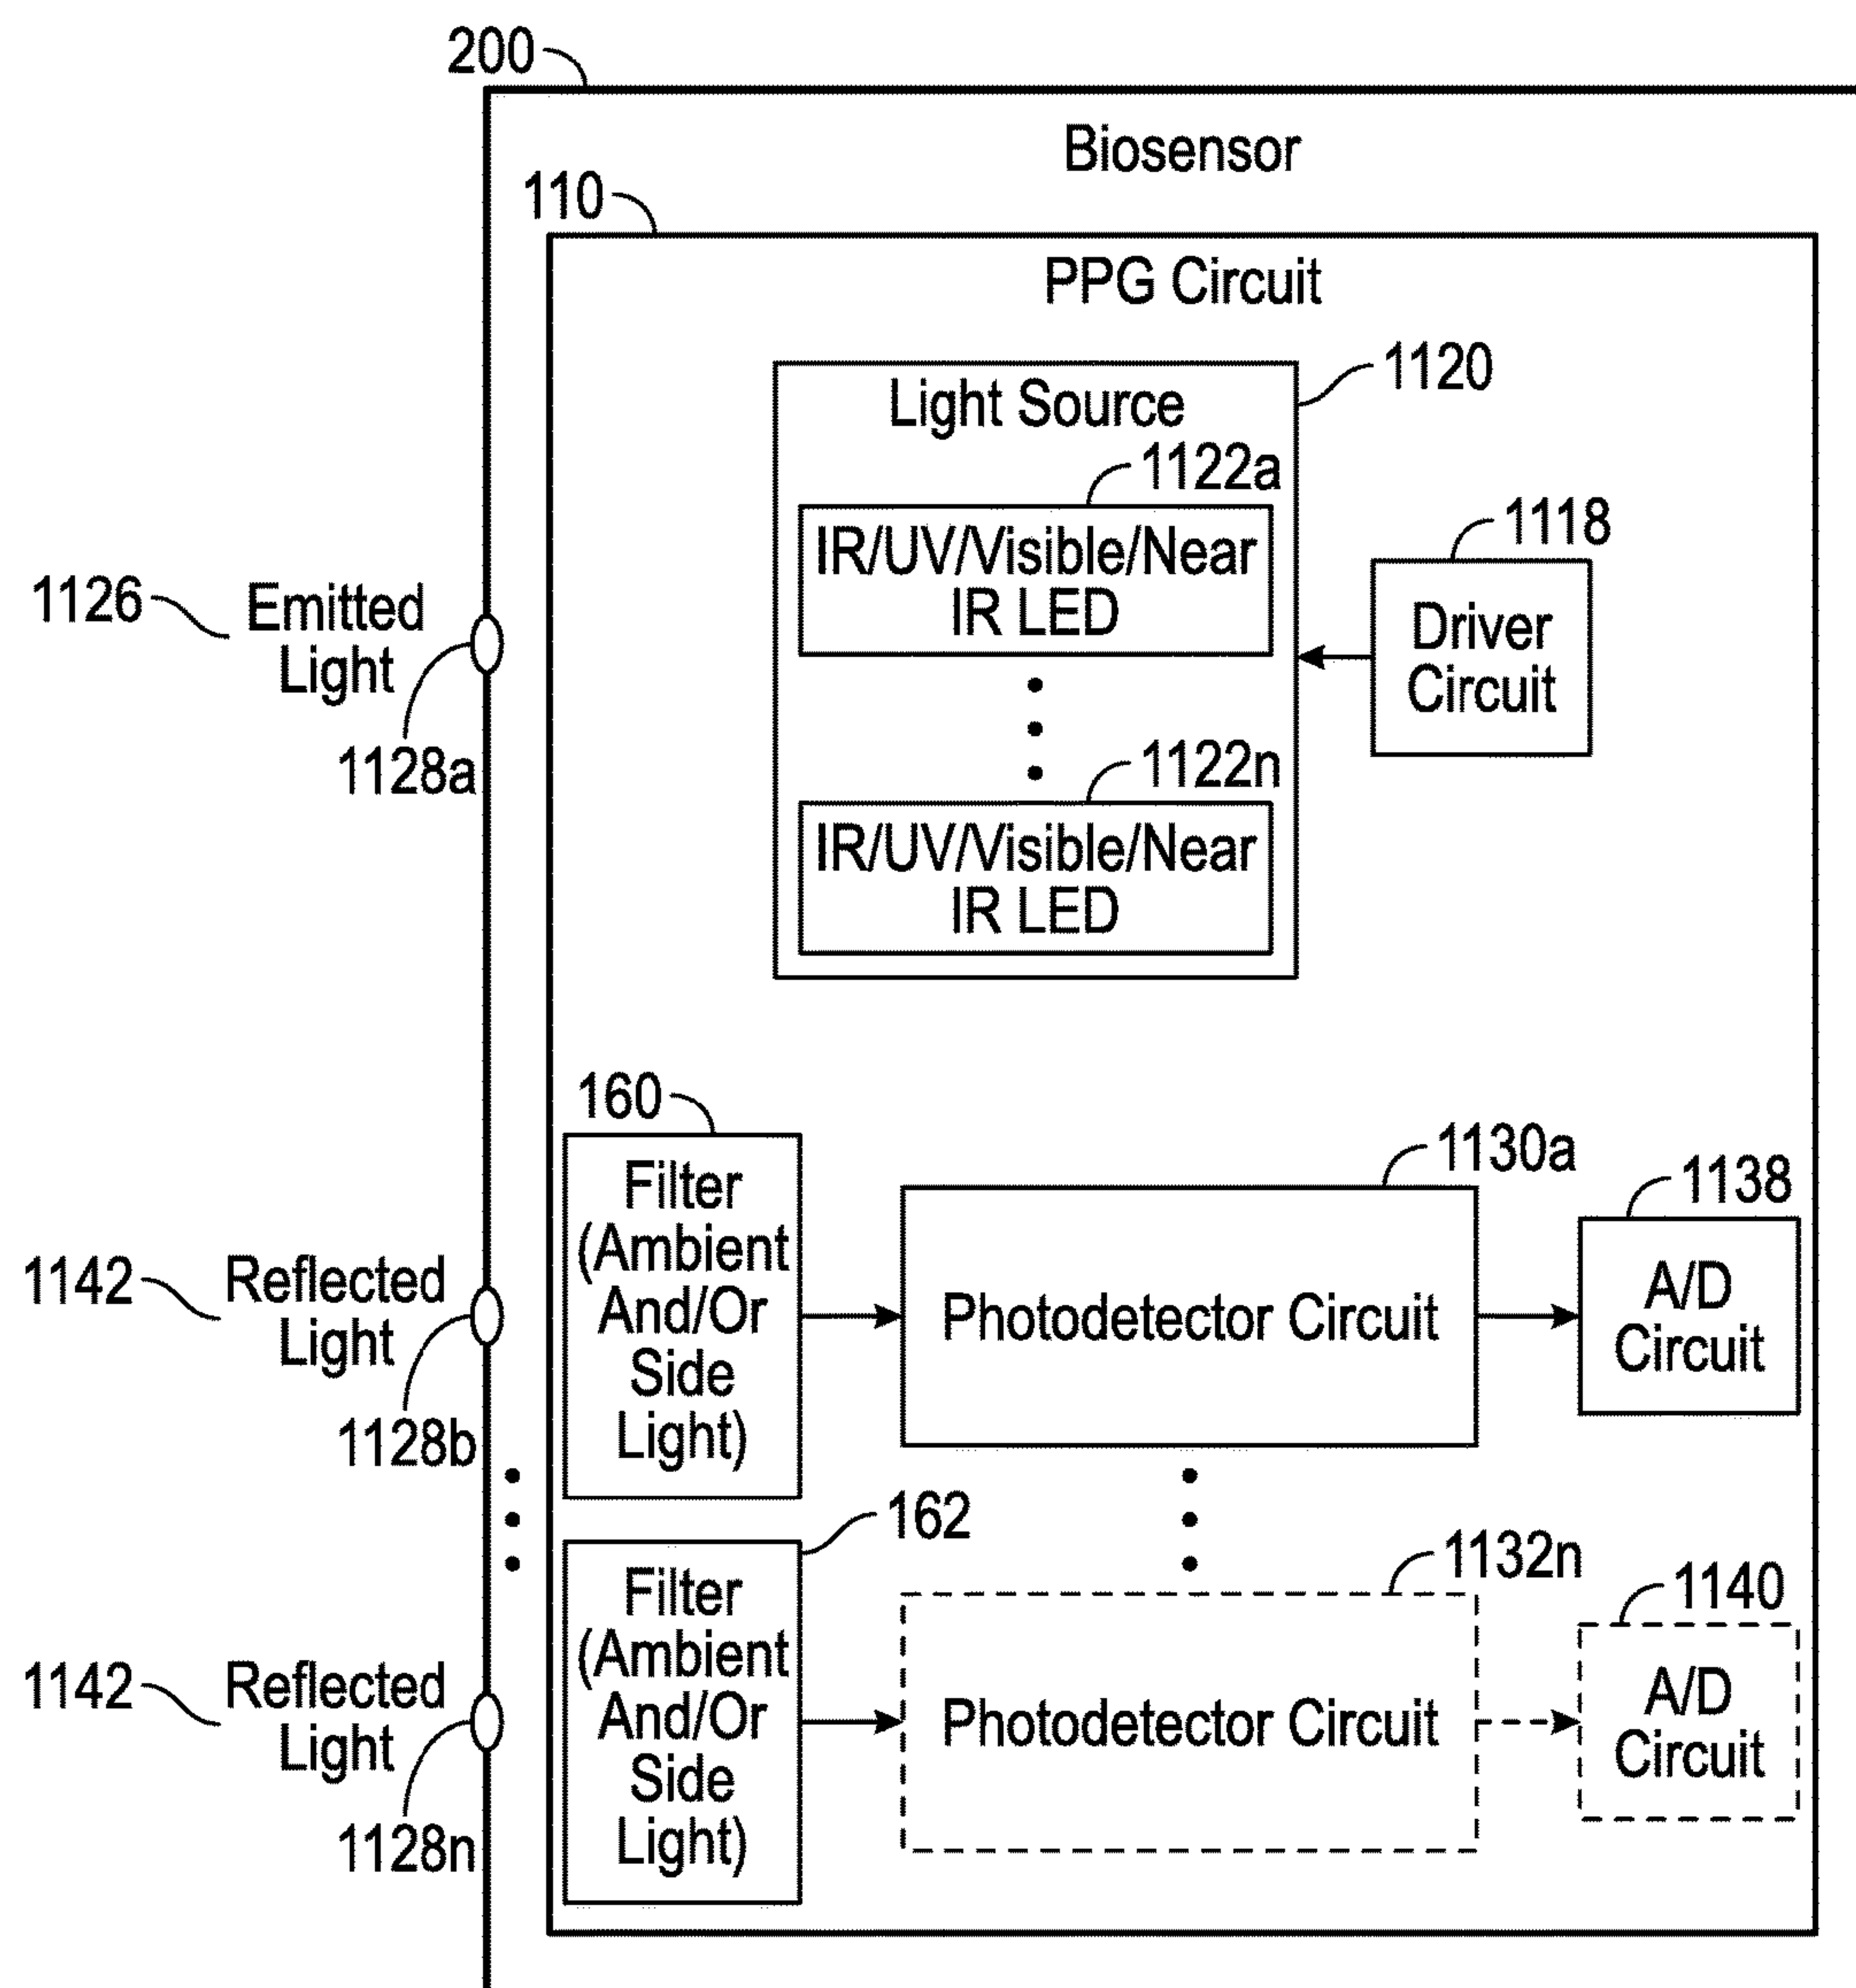 200
Biosensor
110
PPG Circuit
1120
Light Source
1122a
IR/UV/Visible/Near
IR LED
1118
Driver
Circuit
1126
Emitted
Light
1128a
1122n
IR/UV/Visible/Near
IR LED
160
Filter
(Ambient
And/Or
Side
Light)
1130a
Photodetector Circuit
1138
A/D
Circuit
1142
Reflected
Light
1128b
162
Filter
(Ambient
And/Or
Side
Light)
1132n
Photodetector Circuit
1140
A/D
Circuit
1142
Reflected
Light
1128n